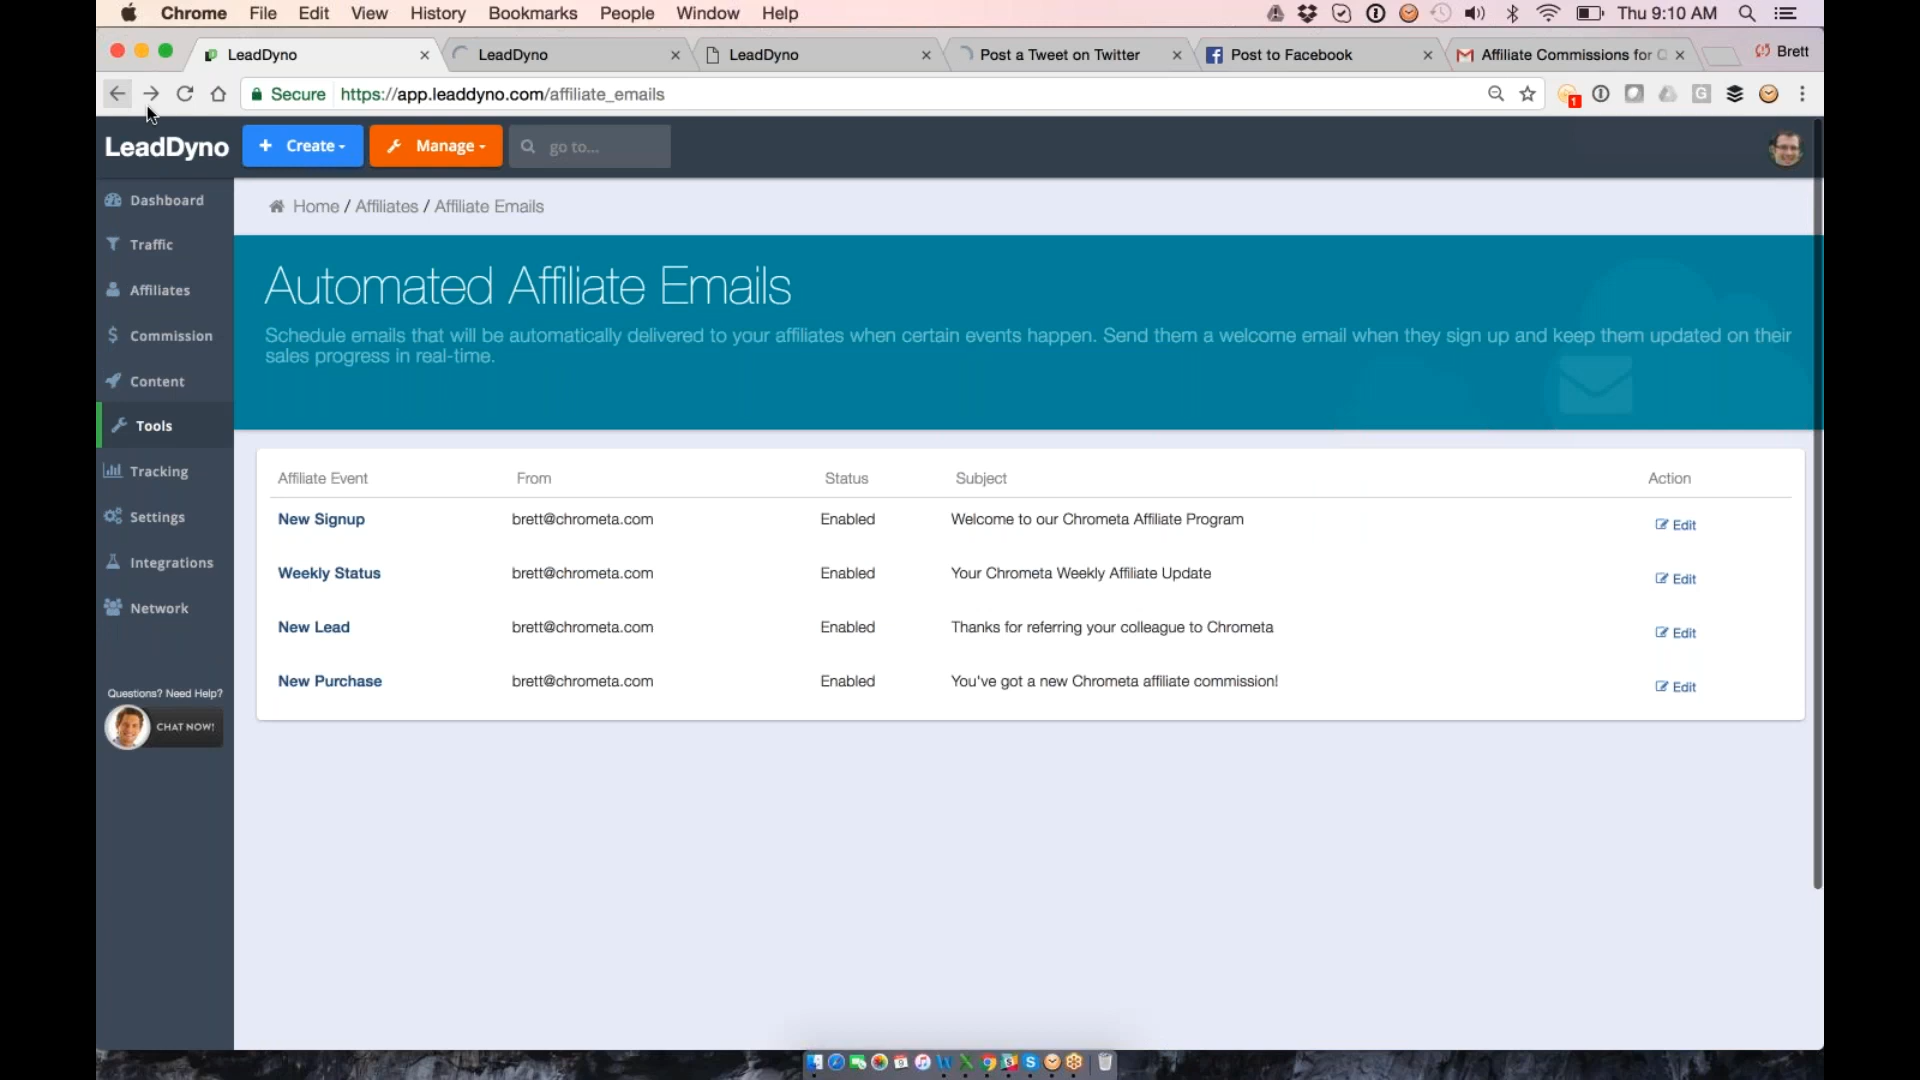 Chrome File Edit View History Bookmarks People Window Help Thu 9:10 AM
LeadDyno LeadDyno LeadDyno Post a Tweet on Twitter Post to Facebook Affiliate Commissions for Brett
Secure https://app.leaddyno.com/affiliate_emails 1
LeadDyno + Create Manage go to...
Dashboard
Traffic
Affiliates
Commission
Content
Tools
Tracking
Settings
Integrations
Network
Questions? Need Help?
CHAT NOW!
Home / Affiliates / Affiliate Emails
Automated Affiliate Emails
Schedule emails that will be automatically delivered to your affiliates when certain events happen. Send them a welcome email when they sign up and keep them updated on their
sales progress in real-time.
Affiliate Event From Status Subject Action
New Signup brett@chrometa.com Enabled Welcome to our Chrometa Affiliate Program Edit
Weekly Status brett@chrometa.com Enabled Your Chrometa Weekly Affiliate Update Edit
New Lead brett@chrometa.com Enabled Thanks for referring your colleague to Chrometa Edit
New Purchase brett@chrometa.com Enabled You've got a new Chrometa affiliate commission! Edit